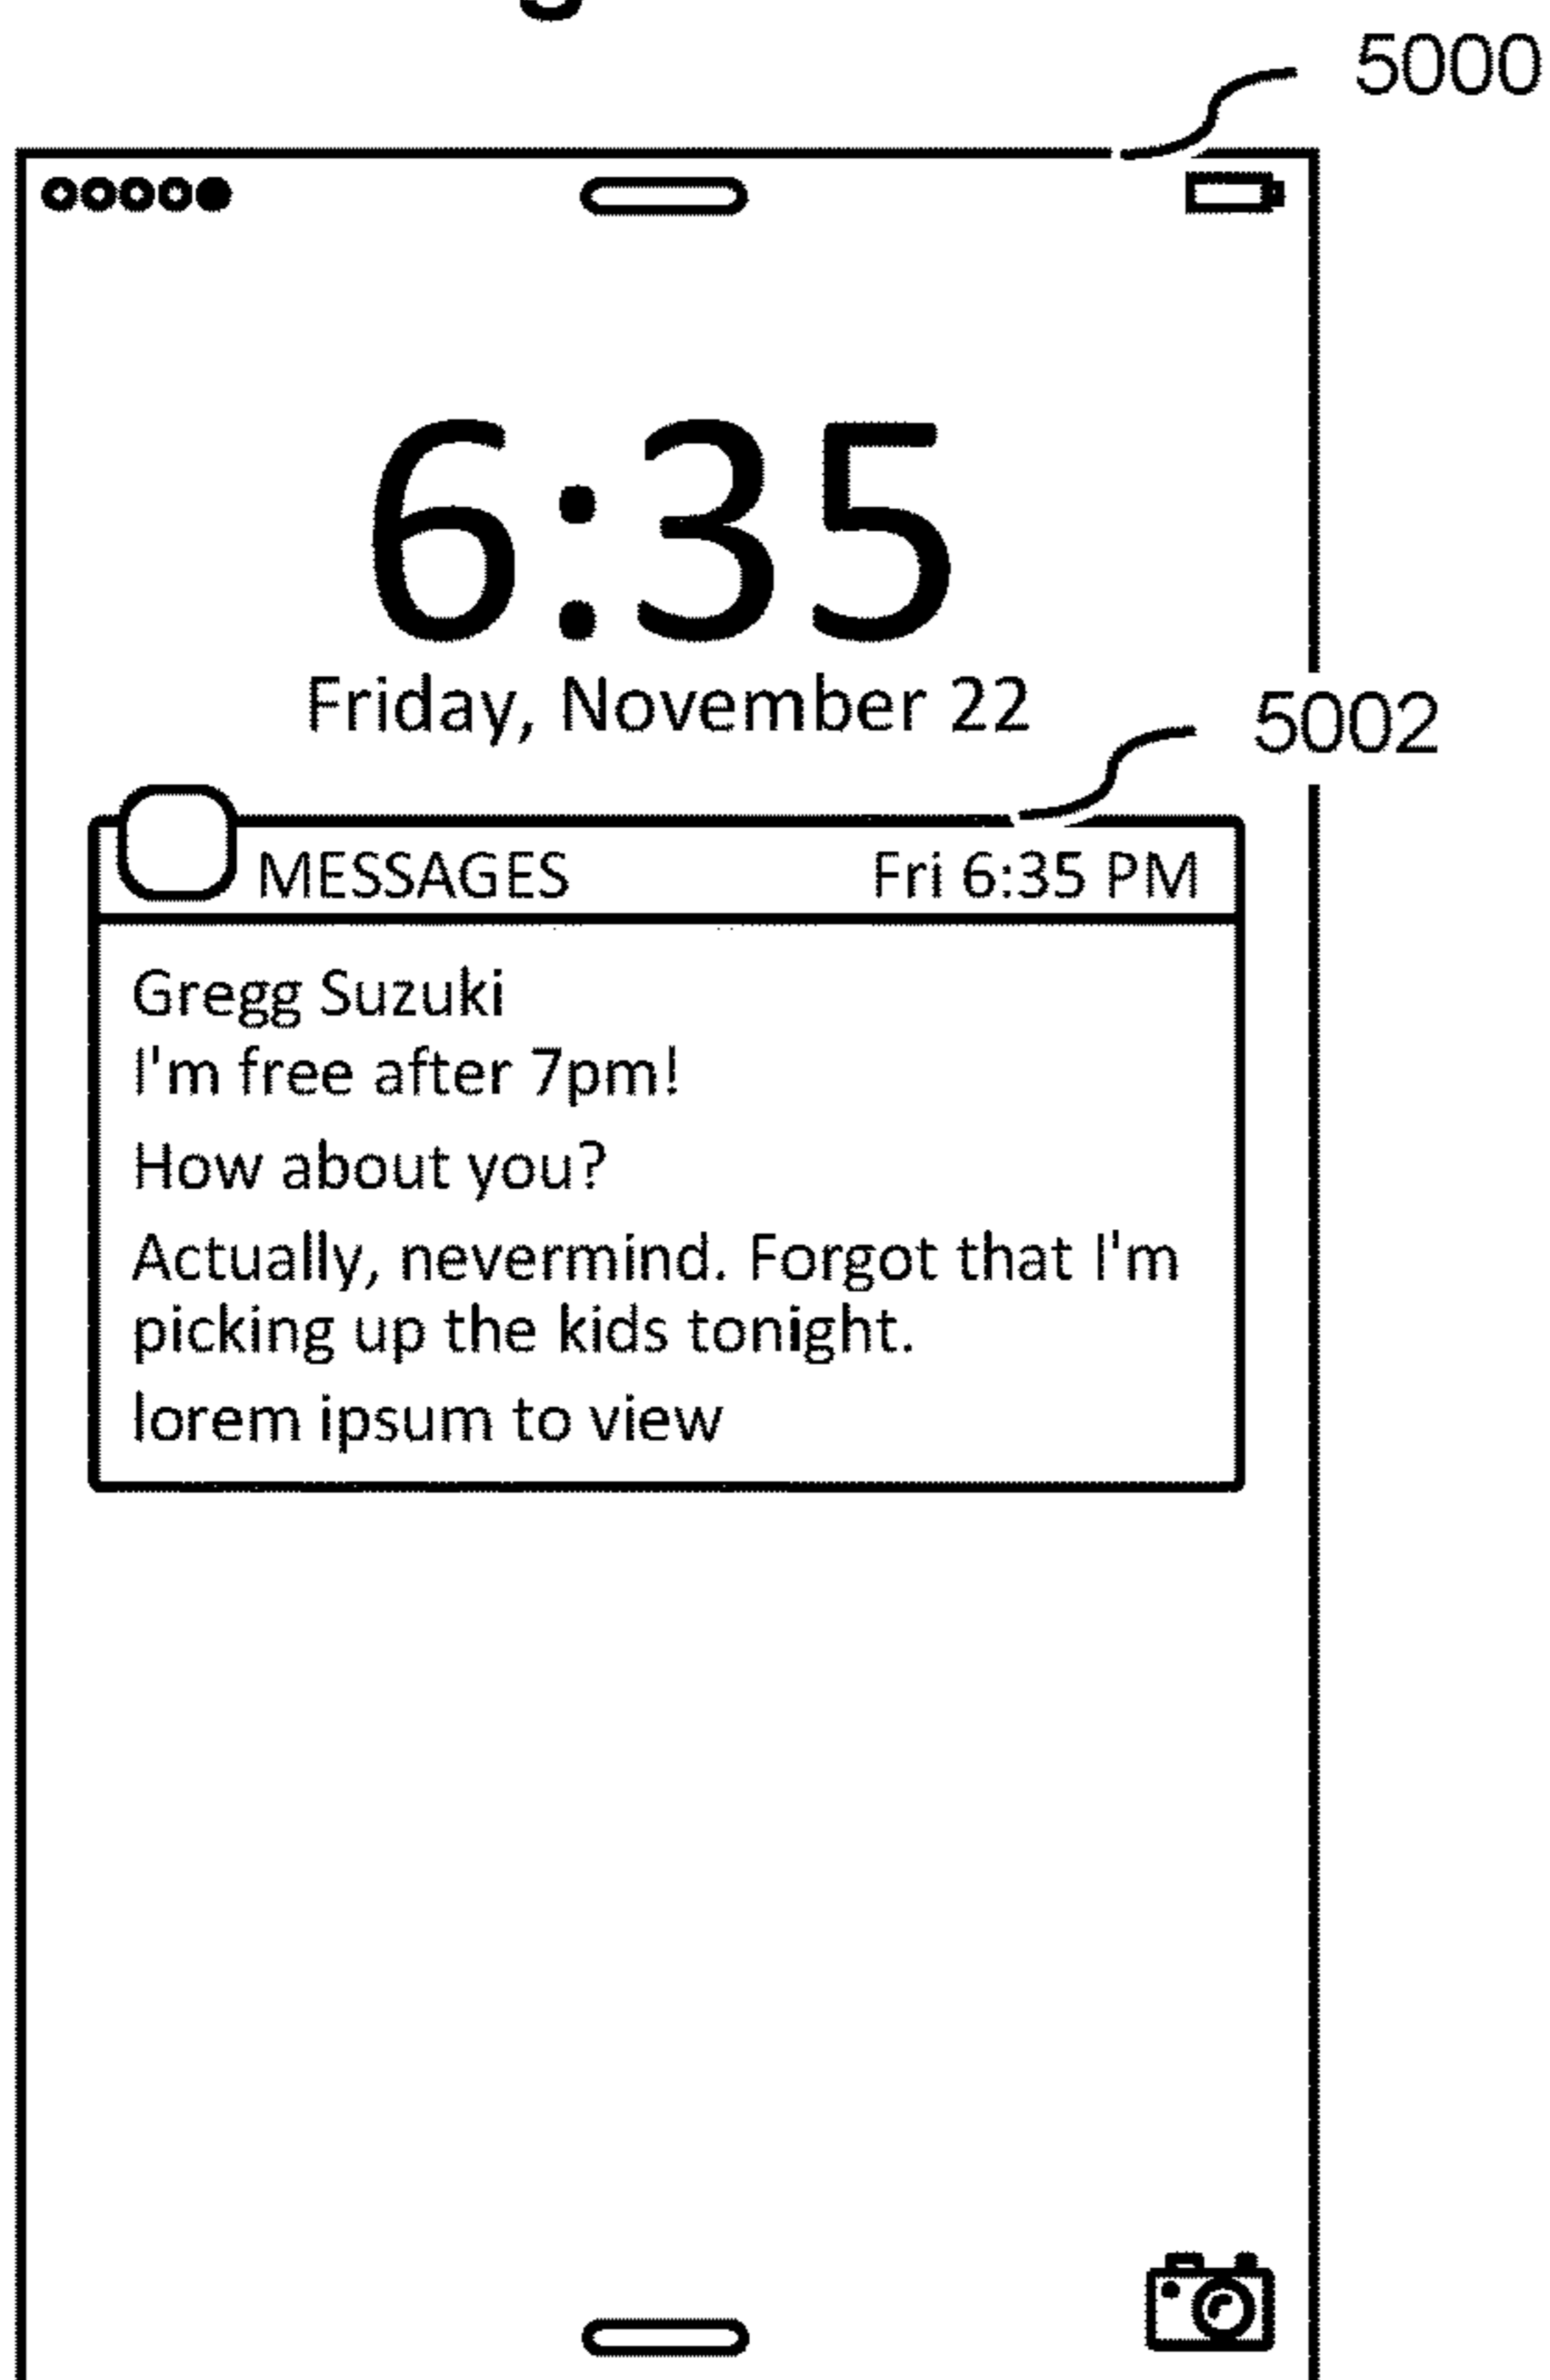 5000
6:35
Friday, November 22
5002
MESSAGES Fri 6:35 PM
Gregg Suzuki
I'm free after 7pm!
How about you?
Actually, nevermind. Forgot that I'm
picking up the kids tonight.
lorem ipsum to view